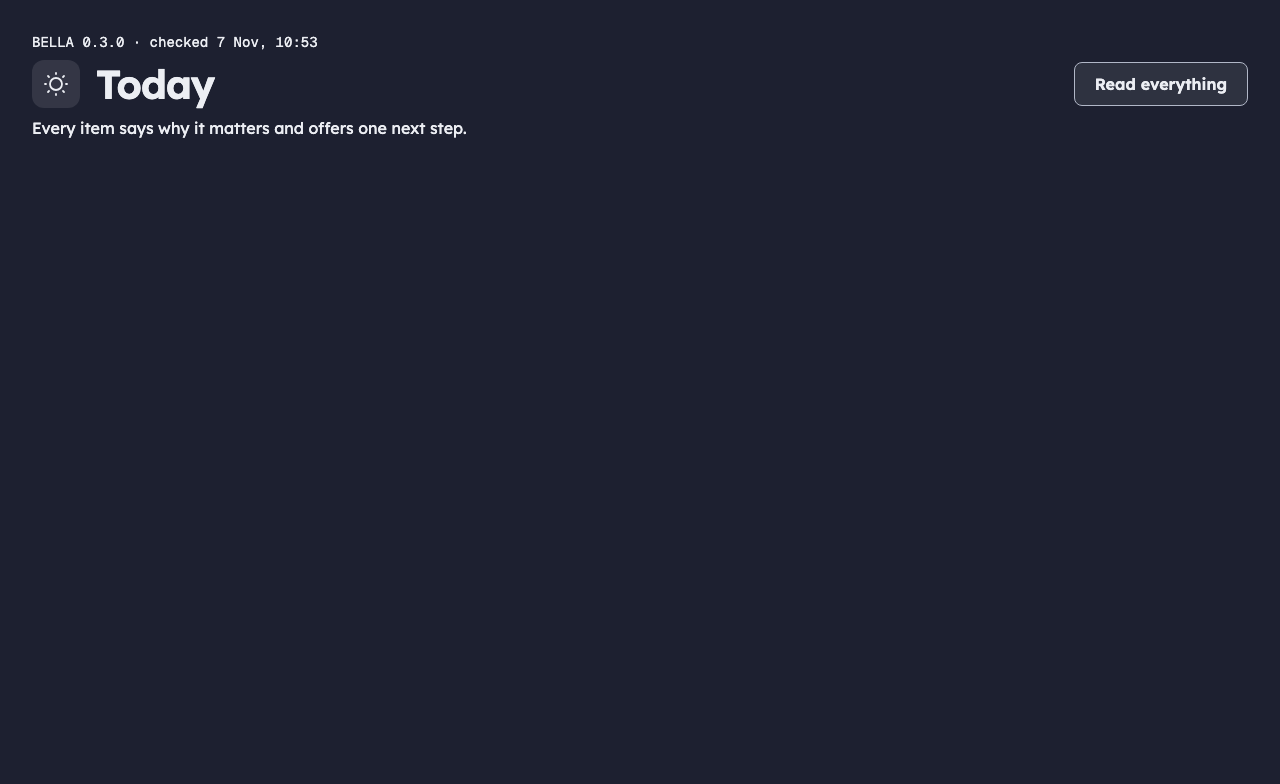 BELLA 0.3.0 · checked 7 Nov, 10:53
Today
Read everything
Every item says why it matters and offers one next step.